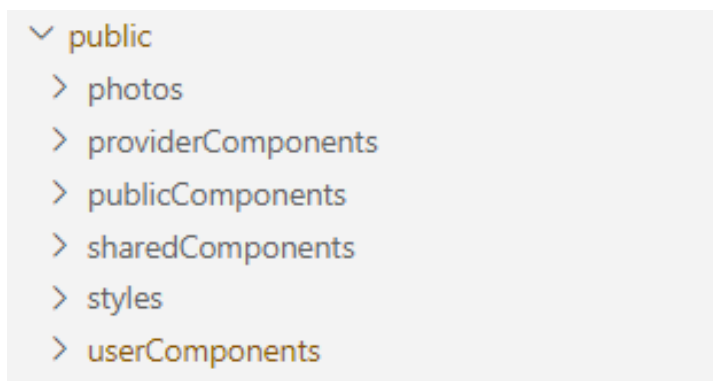 public
photos
providerComponents
publicComponents
sharedComponents
styles
userComponents